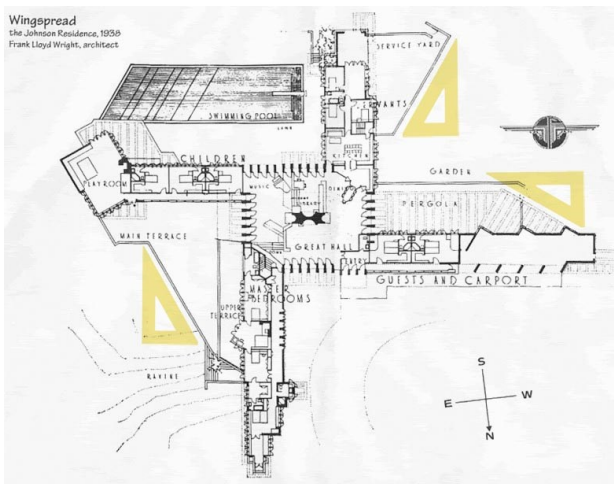 Wingspread
the Johnson Residence, 1938
Frank Lloyd Wright, architect
SERVICE YARD
SWIMMING POOL
KITCHEN
CHILDREN
GARDEN
PLAYROOM
MUSIC
PERGOLA
MAIN TERRACE
GREAT HALL
ENTRY
GUESTS AND CARPORT
MASTER
BEDROOMS
UPPER
TERRACE
RAVINE
S
E W
N